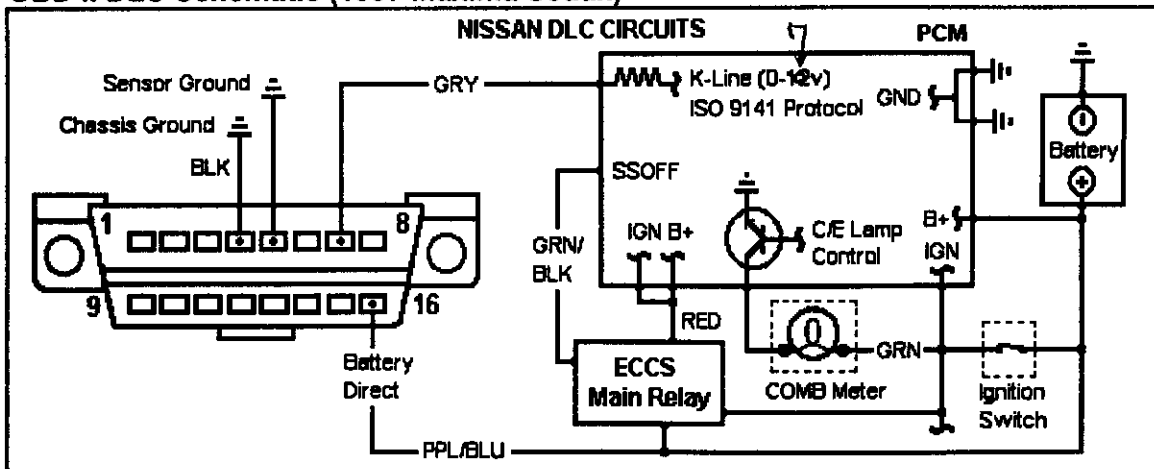 NISSAN DLC CIRCUITS
PCM
Sensor Ground
GRY
K-Line (0-12v)
ISO 9141 Protocol
GND
Chassis Ground
BLK
Battery
SSOFF
1
8
GRN/
BLK
IGN B+
C/E Lamp
Control
B+
IGN
9
16
RED
Battery
Direct
ECCS
Main Relay
GRN
COMB Meter
Ignition
Switch
PPL/BLU